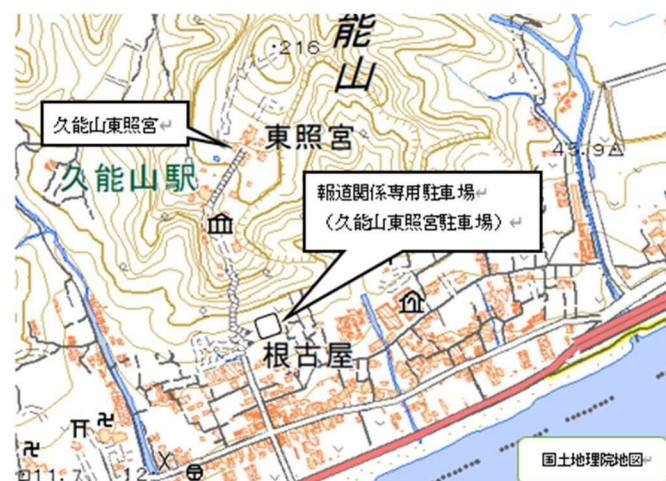 能山
216
久能山東照宮
東照宮
久能山駅
報道関係専用駐車場
（久能山東照宮駐車場）
根古屋
11.7
12
国土地理院地図